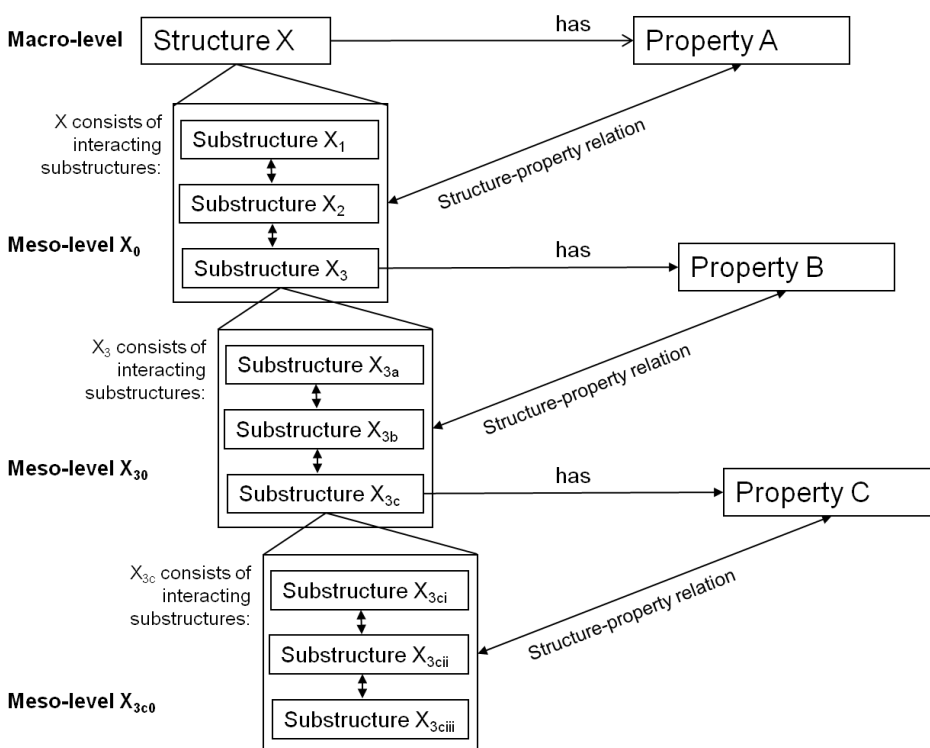 Macro-level
Structure X
has
Property A
X consists of
interacting
substructures:
Substructure X₁
Substructure X₂
Structure-property relation
Meso-level X₀
Substructure X₃
has
Property B
X₃ consists of
interacting
substructures:
Substructure X₃ₐ
Substructure X₃b
Structure-property relation
Meso-level X₃₀
Substructure X₃c
has
Property C
X₃c consists of
interacting
substructures:
Substructure X₃ci
Substructure X₃cii
Structure-property relation
Meso-level X₃c₀
Substructure X₃ciii